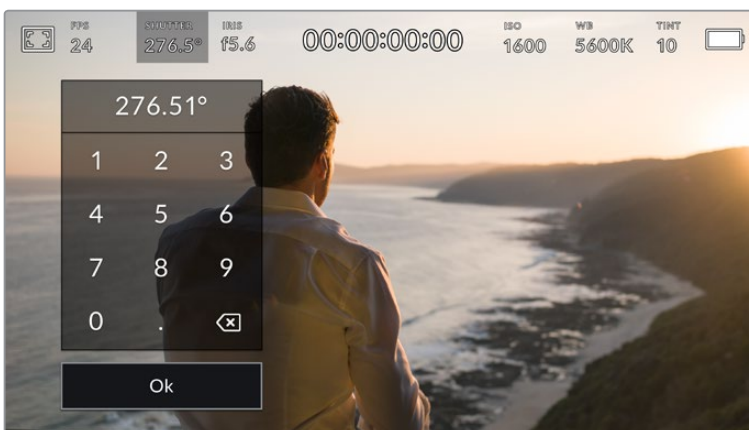 FPS SHUTTER IRIS ISO WB TINT
24 276.5° f5.6 00:00:00:00 1600 5600K 10
276.51°
1 2 3
4 5 6
7 8 9
0 .
Ok